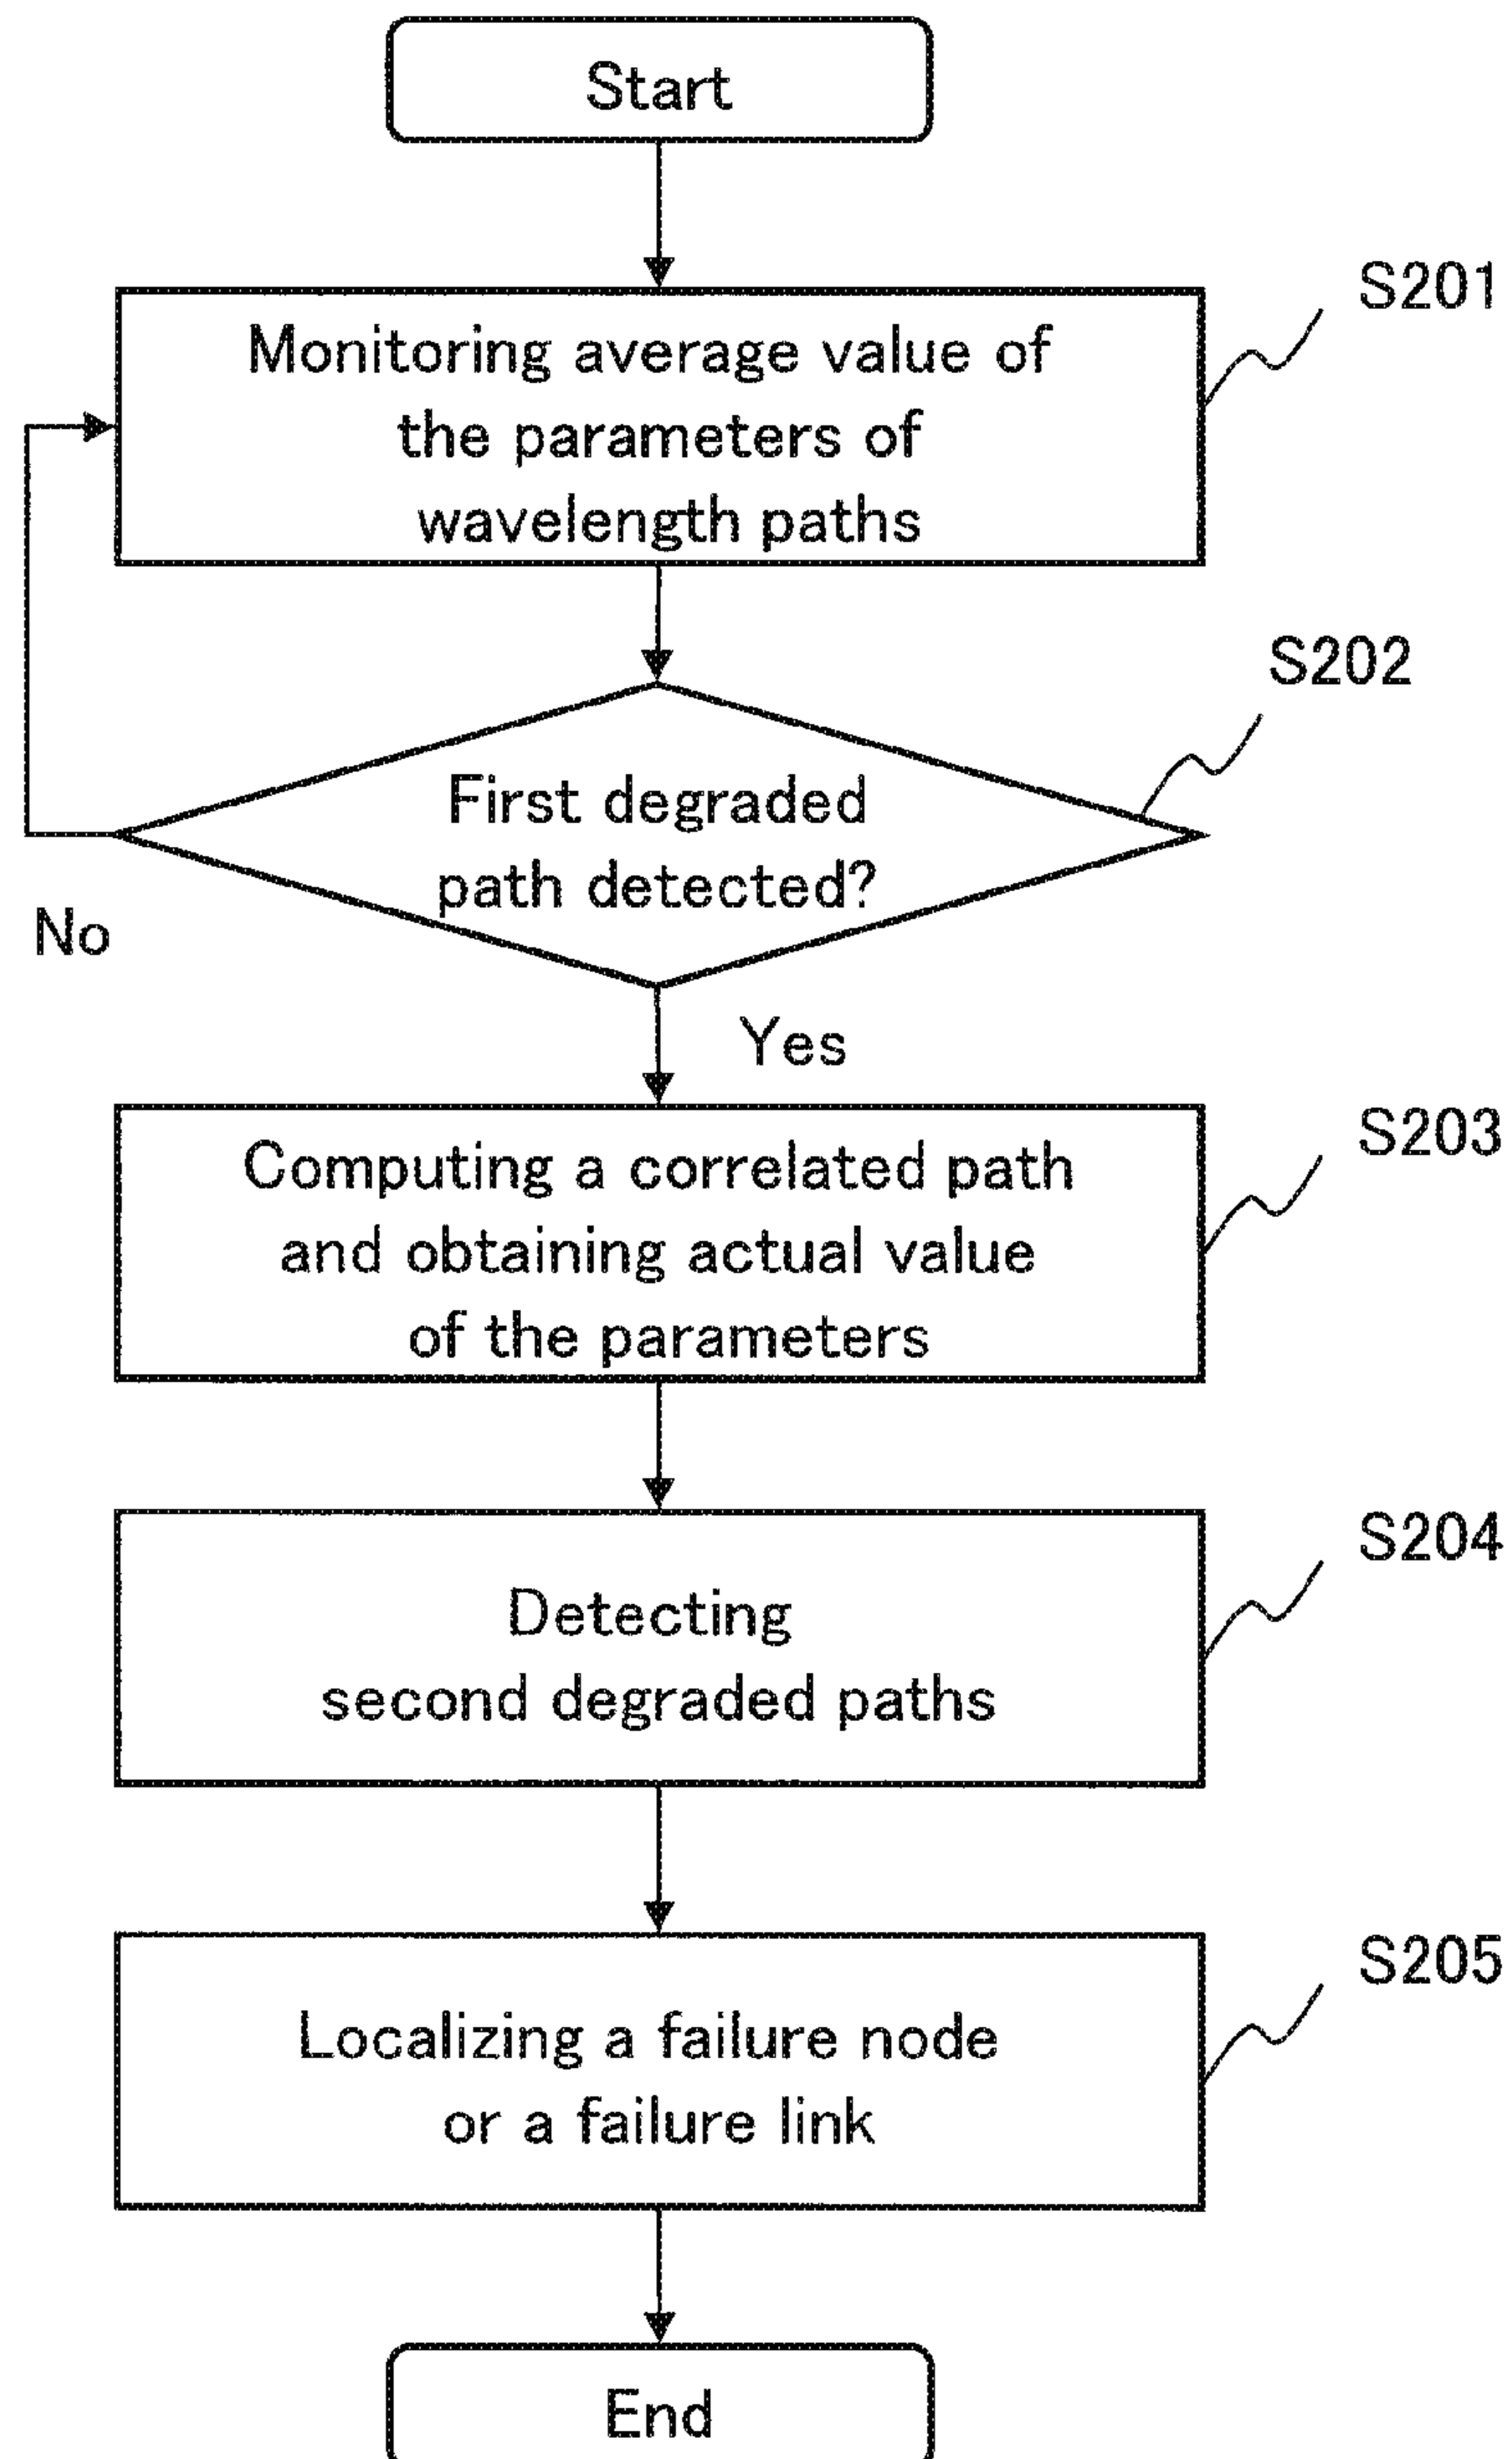 Start
S201
Monitoring average value of
the parameters of
wavelength paths
S202
First degraded
path detected?
No
Yes
S203
Computing a correlated path
and obtaining actual value
of the parameters
S204
Detecting
second degraded paths
S205
Localizing a failure node
or a failure link
End